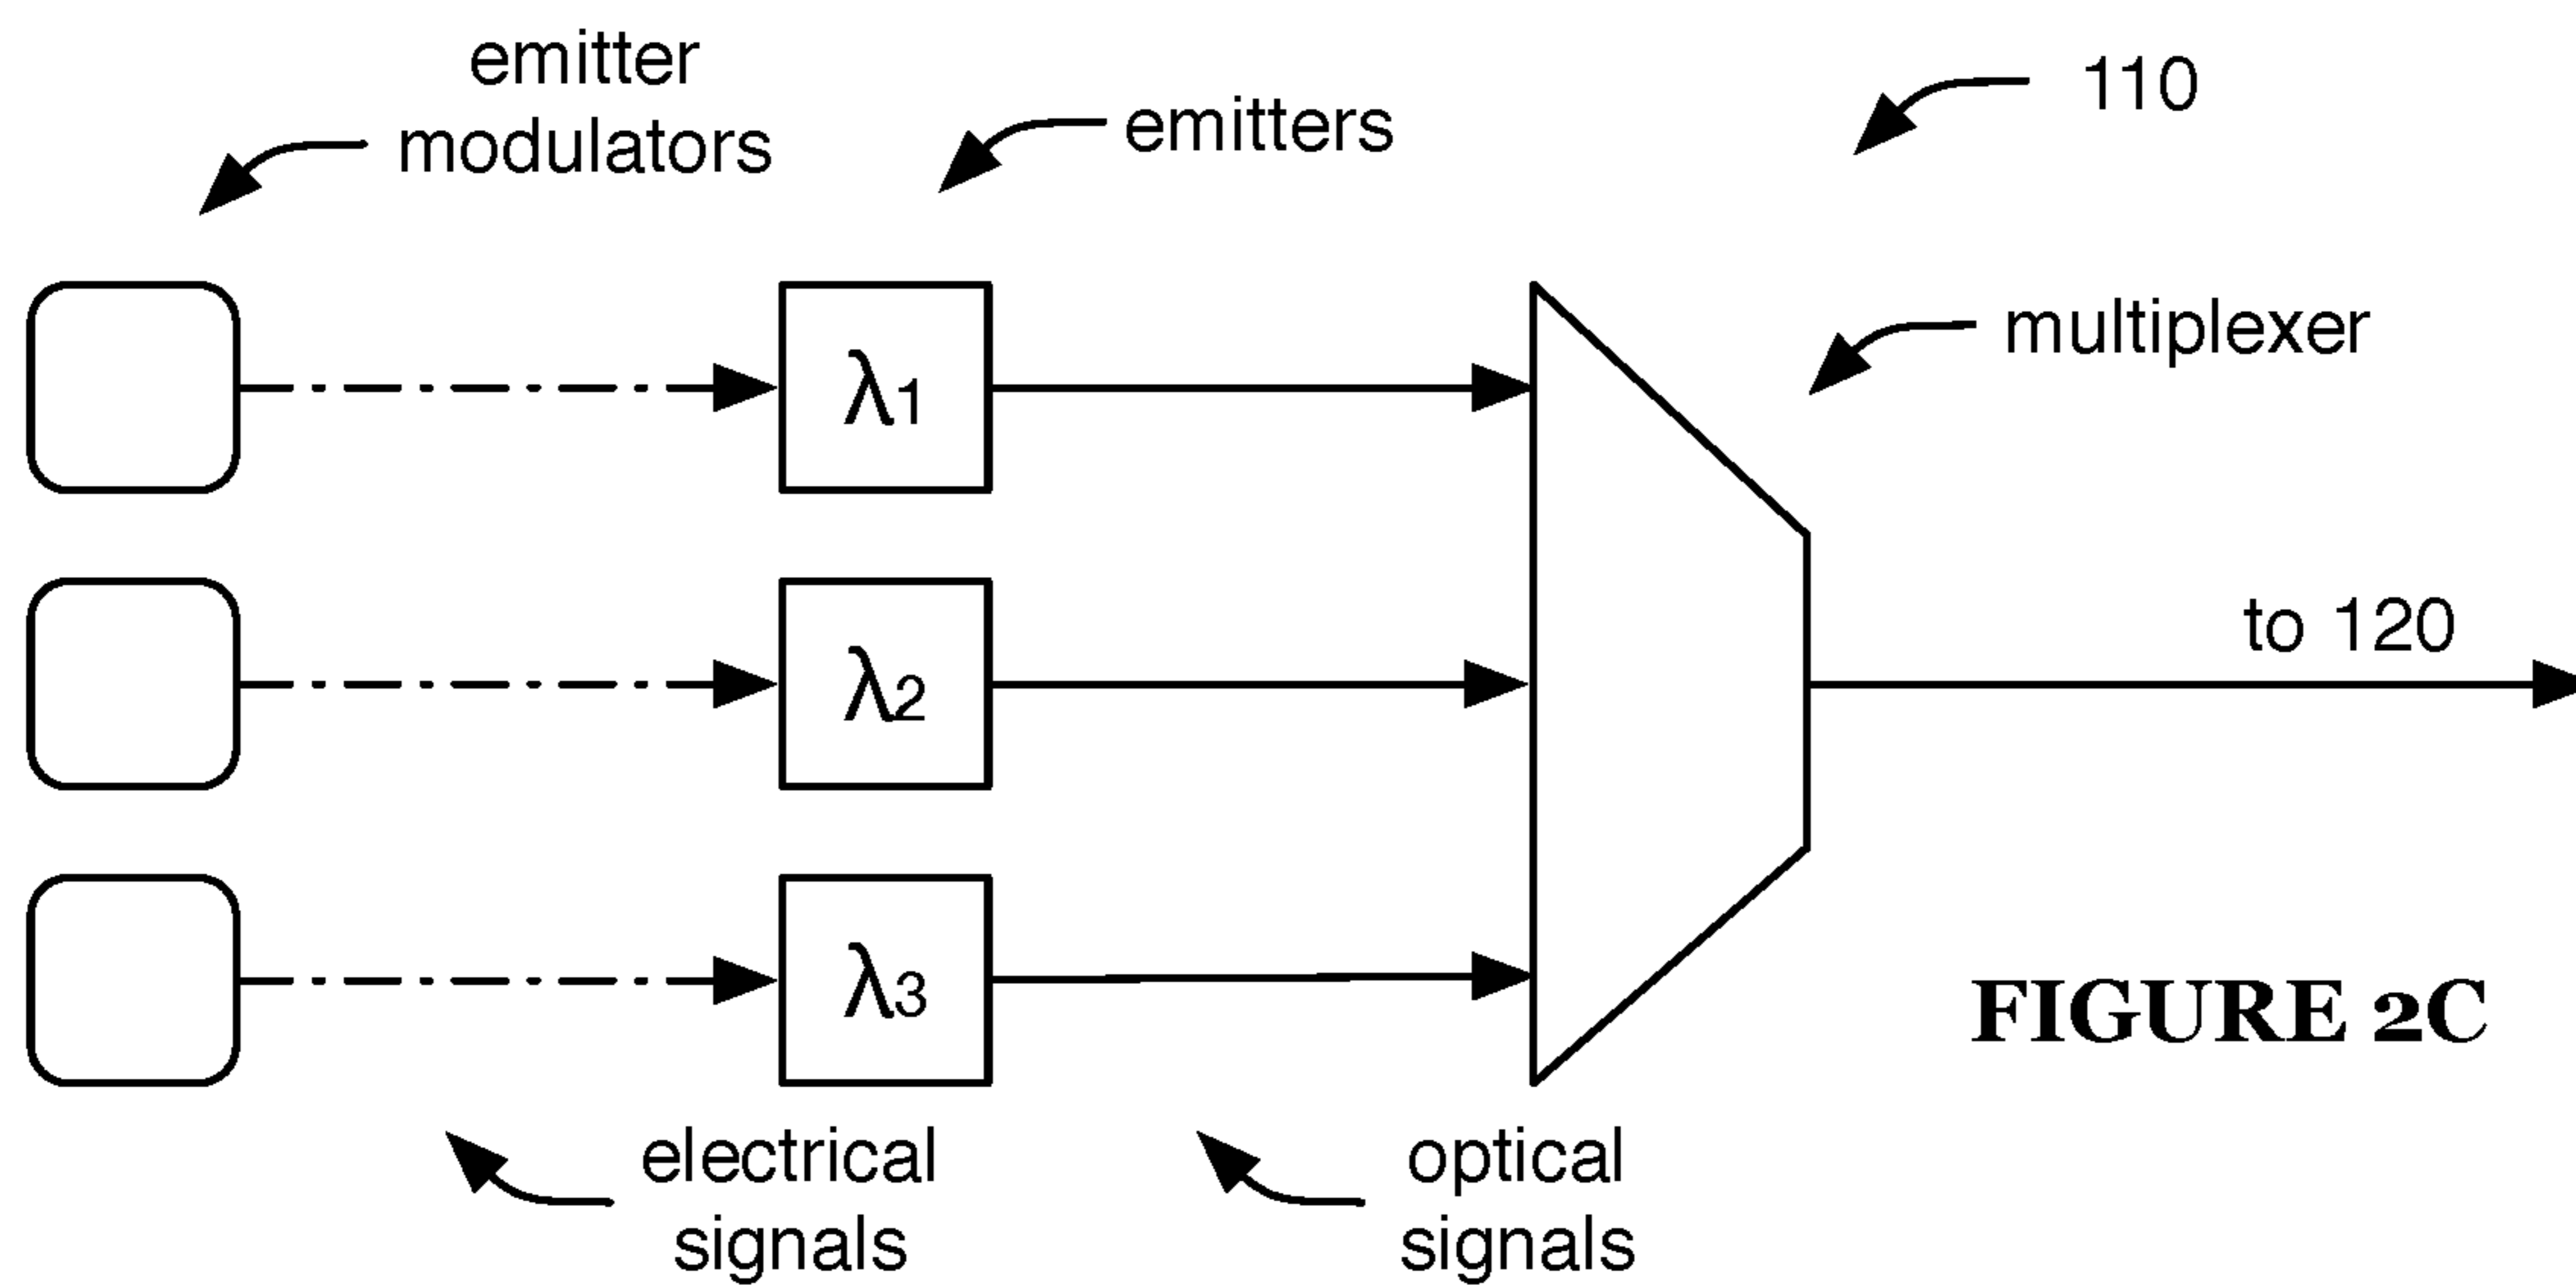 emitter
modulators
emitters
110
multiplexer
λ1
λ2
to 120
λ3
FIGURE 2C
electrical
signals
optical
signals